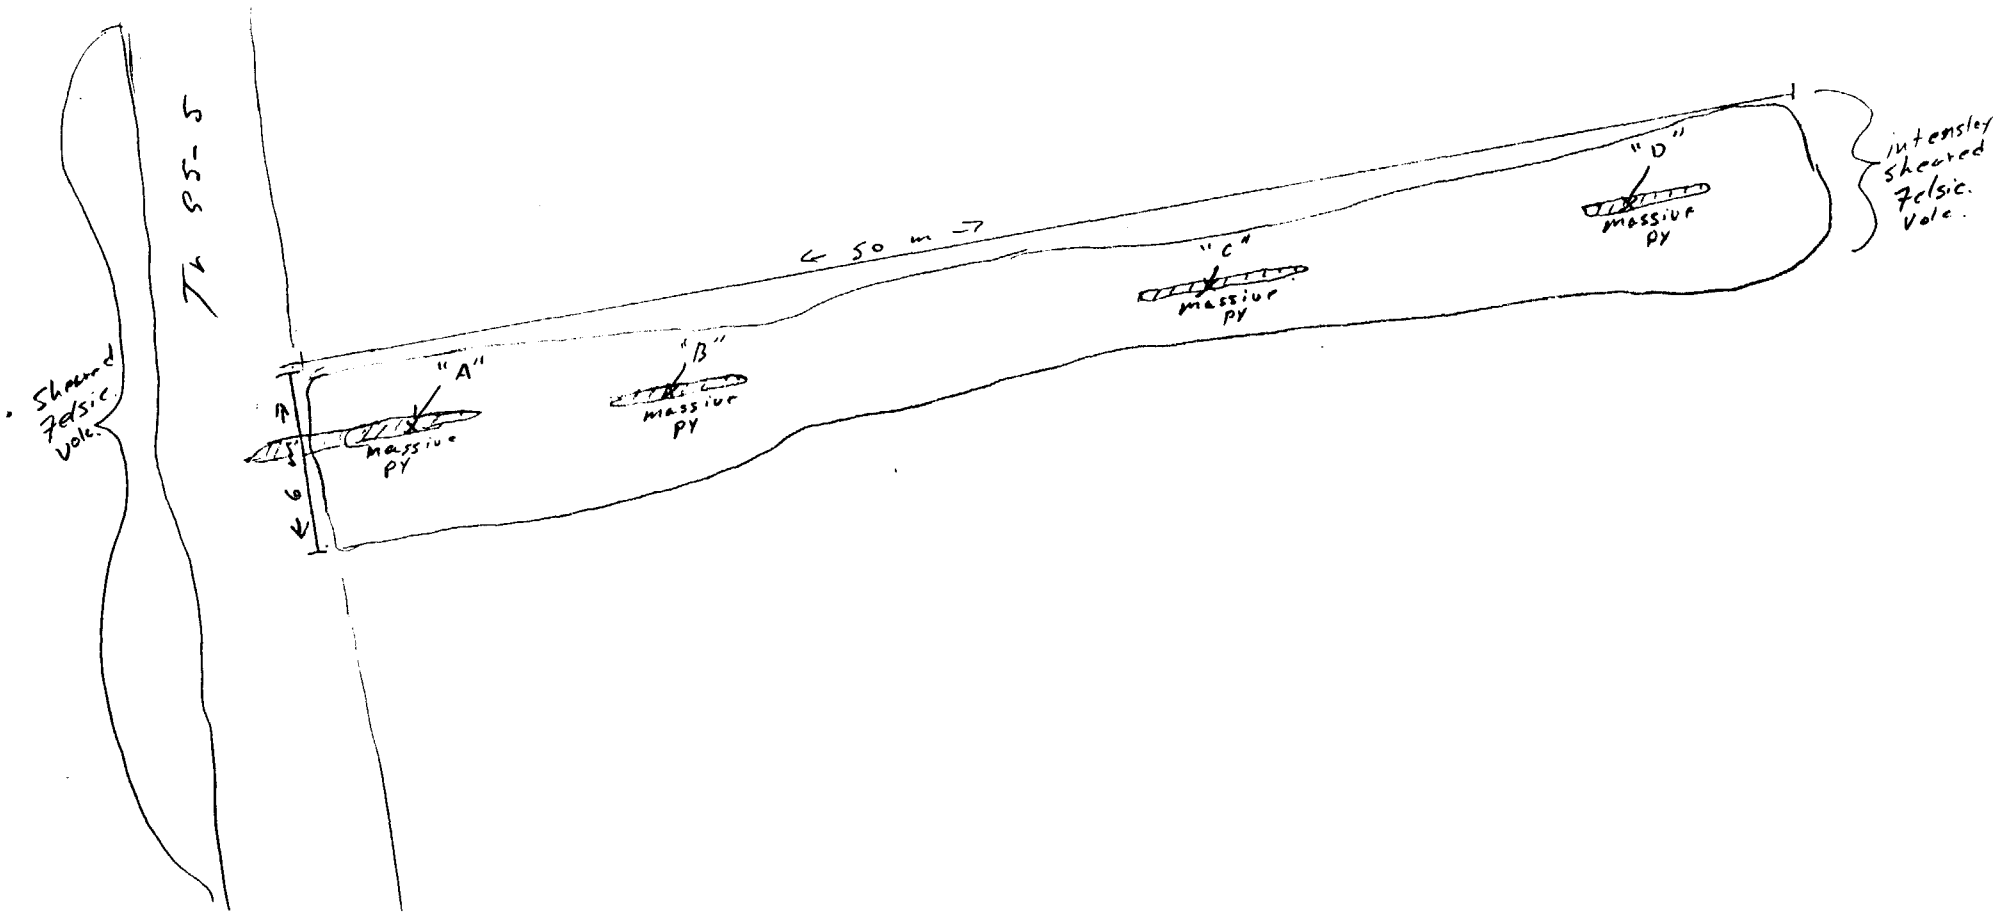 Tr 95-5
sheared
felsic.
volc.
← 50 m →
"A"
massive
py
"B"
massive
py
"C"
massive
py
"D"
massive
py
intensley
sheared
felsic.
volc.